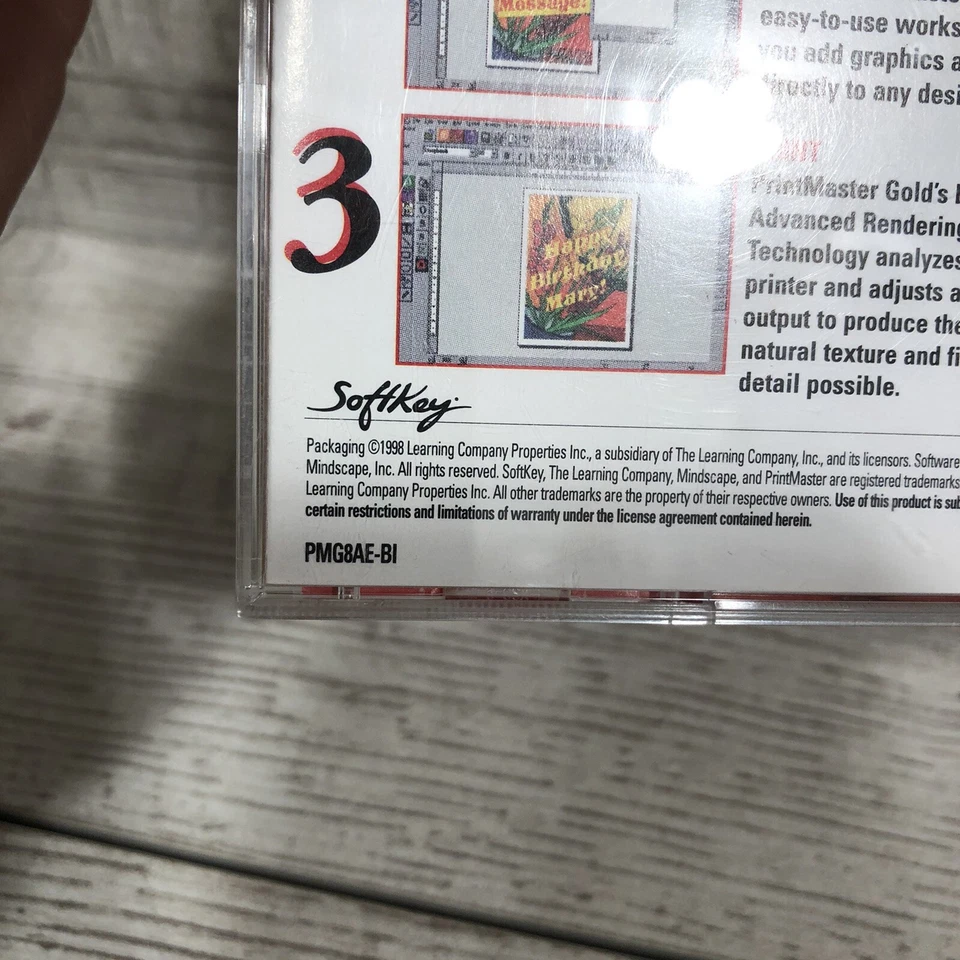 Message!
easy-to-use works
you add graphics a
directly to any desi
3
PrintMaster Gold's
Advanced Rendering
Technology analyzes
printer and adjusts a
output to produce the
natural texture and fi
detail possible.
Happy
Birthday
Mary!
SoftKey
Packaging ©1998 Learning Company Properties Inc., a subsidiary of The Learning Company, Inc., and its licensors. Software
Mindscape, Inc. All rights reserved. SoftKey, The Learning Company, Mindscape, and PrintMaster are registered trademarks
Learning Company Properties Inc. All other trademarks are the property of their respective owners. Use of this product is sub
certain restrictions and limitations of warranty under the license agreement contained herein.
PMG8AE-BI